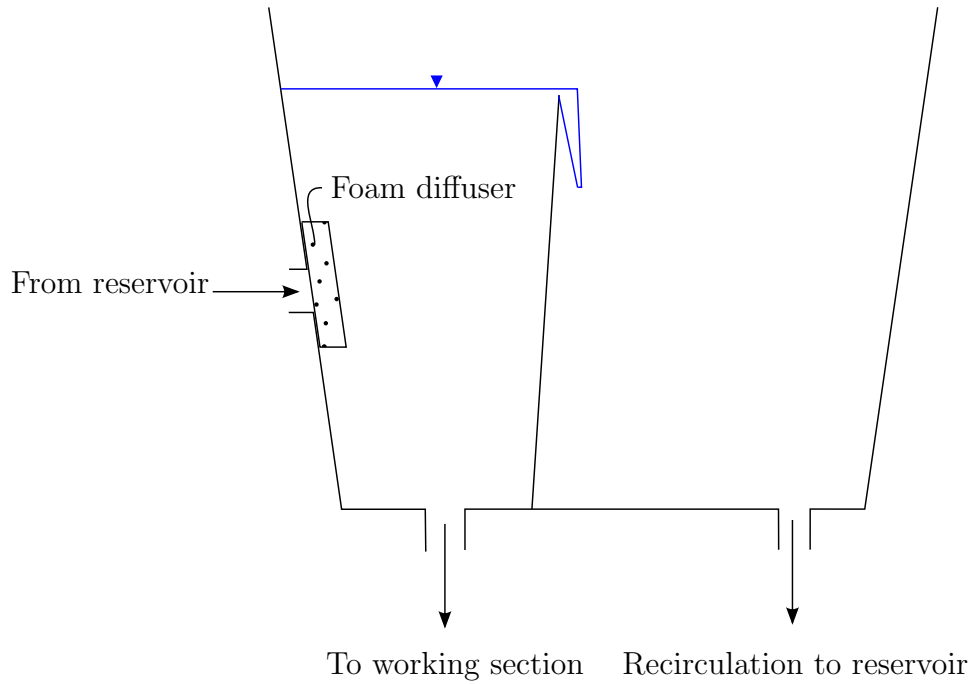 Foam diffuser
From reservoir
To working section
Recirculation to reservoir